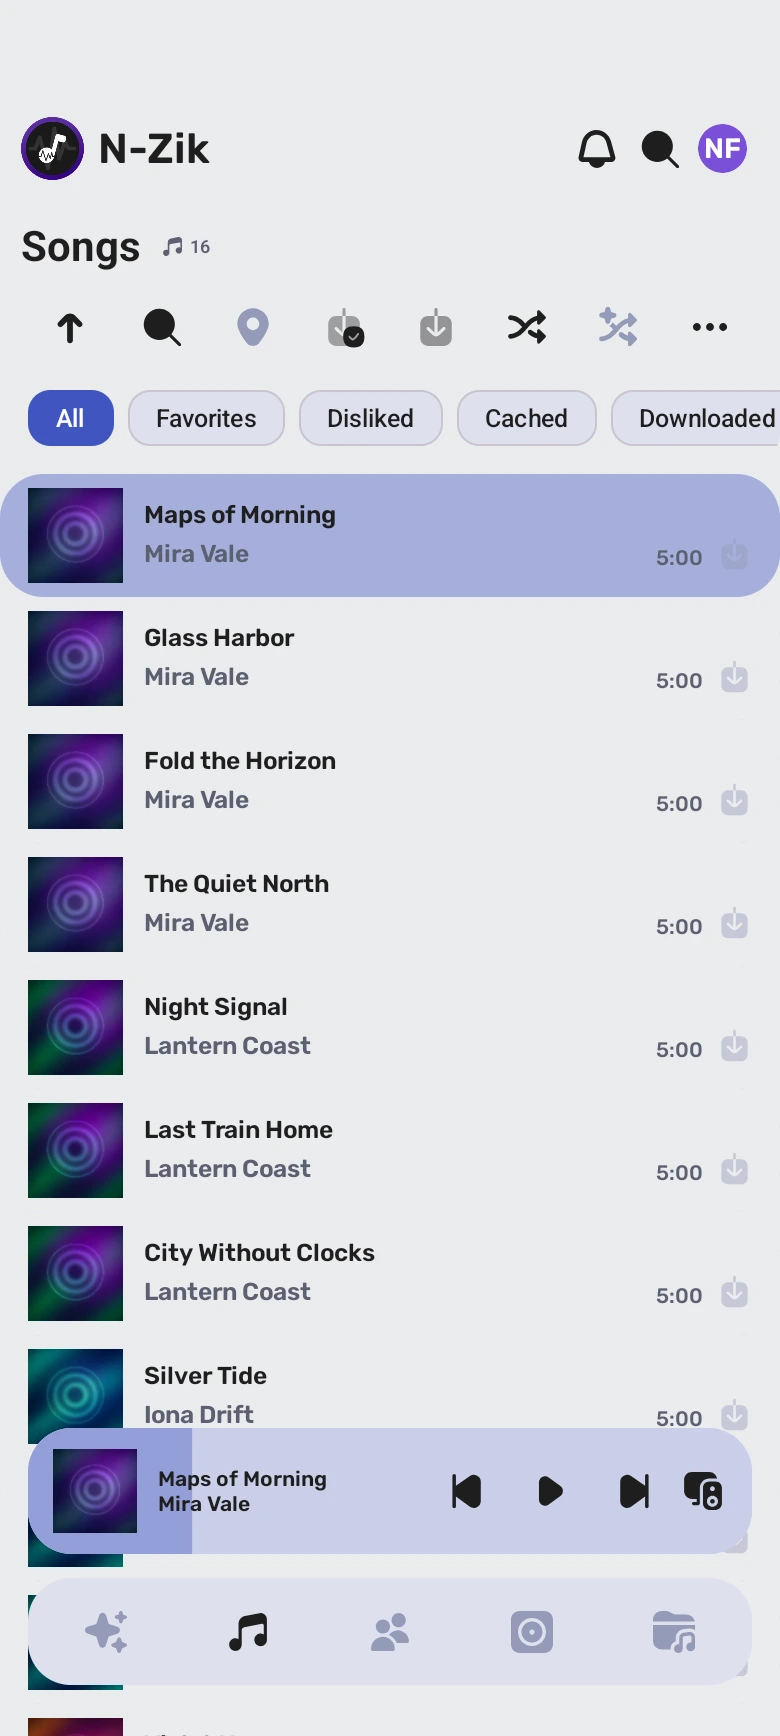 N-Zik
NF
Songs
16
All
Favorites
Disliked
Cached
Downloaded
Maps of Morning
Mira Vale
5:00
Glass Harbor
Mira Vale
5:00
Fold the Horizon
Mira Vale
5:00
The Quiet North
Mira Vale
5:00
Night Signal
Lantern Coast
5:00
Last Train Home
Lantern Coast
5:00
City Without Clocks
Lantern Coast
5:00
Silver Tide
Iona Drift
5:00
Maps of Morning
Mira Vale